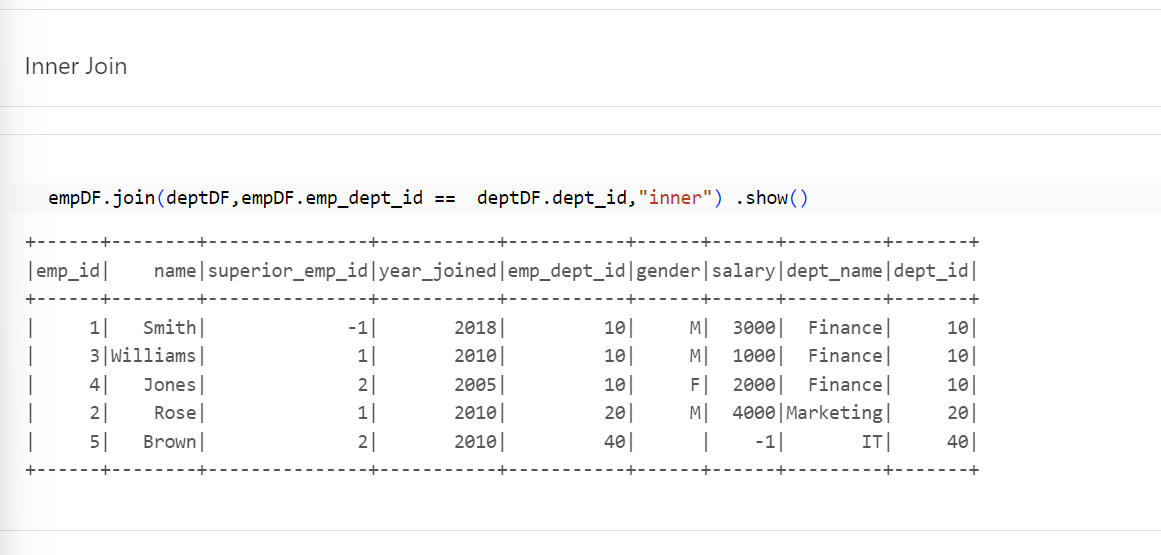 Inner Join
empDF.join(deptDF,empDF.emp_dept_id ==  deptDF.dept_id,"inner") .show()
+------+--------+---------------+-----------+-----------+------+------+---------+-------+
|emp_id|    name|superior_emp_id|year_joined|emp_dept_id|gender|salary|dept_name|dept_id|
+------+--------+---------------+-----------+-----------+------+------+---------+-------+
|     1|   Smith|             -1|       2018|         10|     M|  3000|  Finance|     10|
|     3|Williams|              1|       2010|         10|     M|  1000|  Finance|     10|
|     4|   Jones|              2|       2005|         10|     F|  2000|  Finance|     10|
|     2|    Rose|              1|       2010|         20|     M|  4000|Marketing|     20|
|     5|   Brown|              2|       2010|         40|      |    -1|       IT|     40|
+------+--------+---------------+-----------+-----------+------+------+---------+-------+